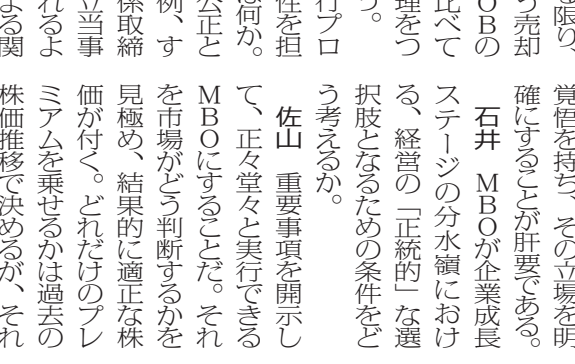 る限り、
う売却
OBの
比べて
理をつ
う。
行プロ
性を担
は何か。
公正と
例、す
係取締
立当事
れるよ
よる関
覚悟を持ち、その立場を明
確にすることが肝要である。
石井　MBOが企業成長
ステージの分水嶺におけ
る、経営の「正統的」な選
択肢となるための条件をど
う考えるか。
佐山　重要事項を開示し
て、正々堂々と実行できる
MBOにすることだ。それ
を市場がどう判断するかを
見極め、結果的に適正な株
価が付く。どれだけのプレ
ミアムを乗せるかは過去の
株価推移で決めるが、それ